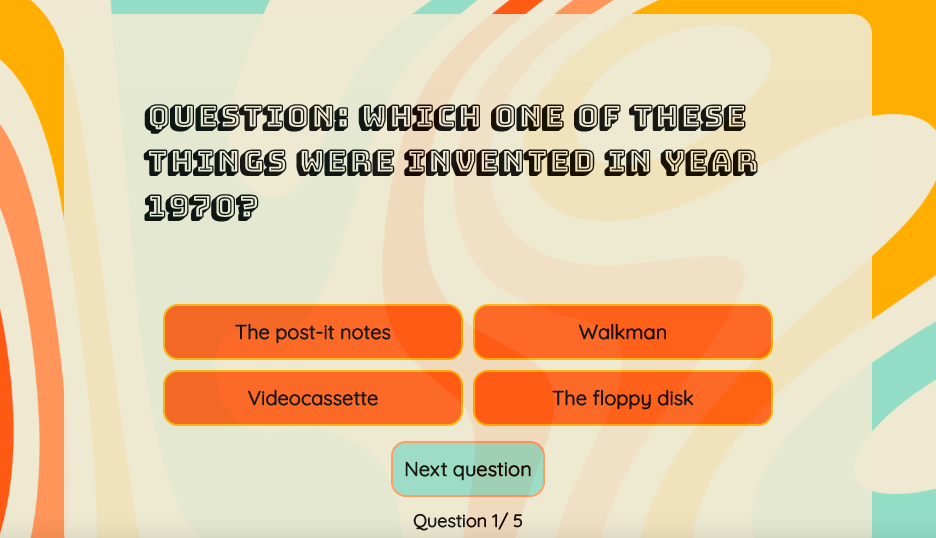 QUESTION: WHICH ONE OF THESE
THINGS WERE INVENTED IN YEAR
1970?
The post-it notes
Walkman
Videocassette
The floppy disk
Next question
Question 1/ 5